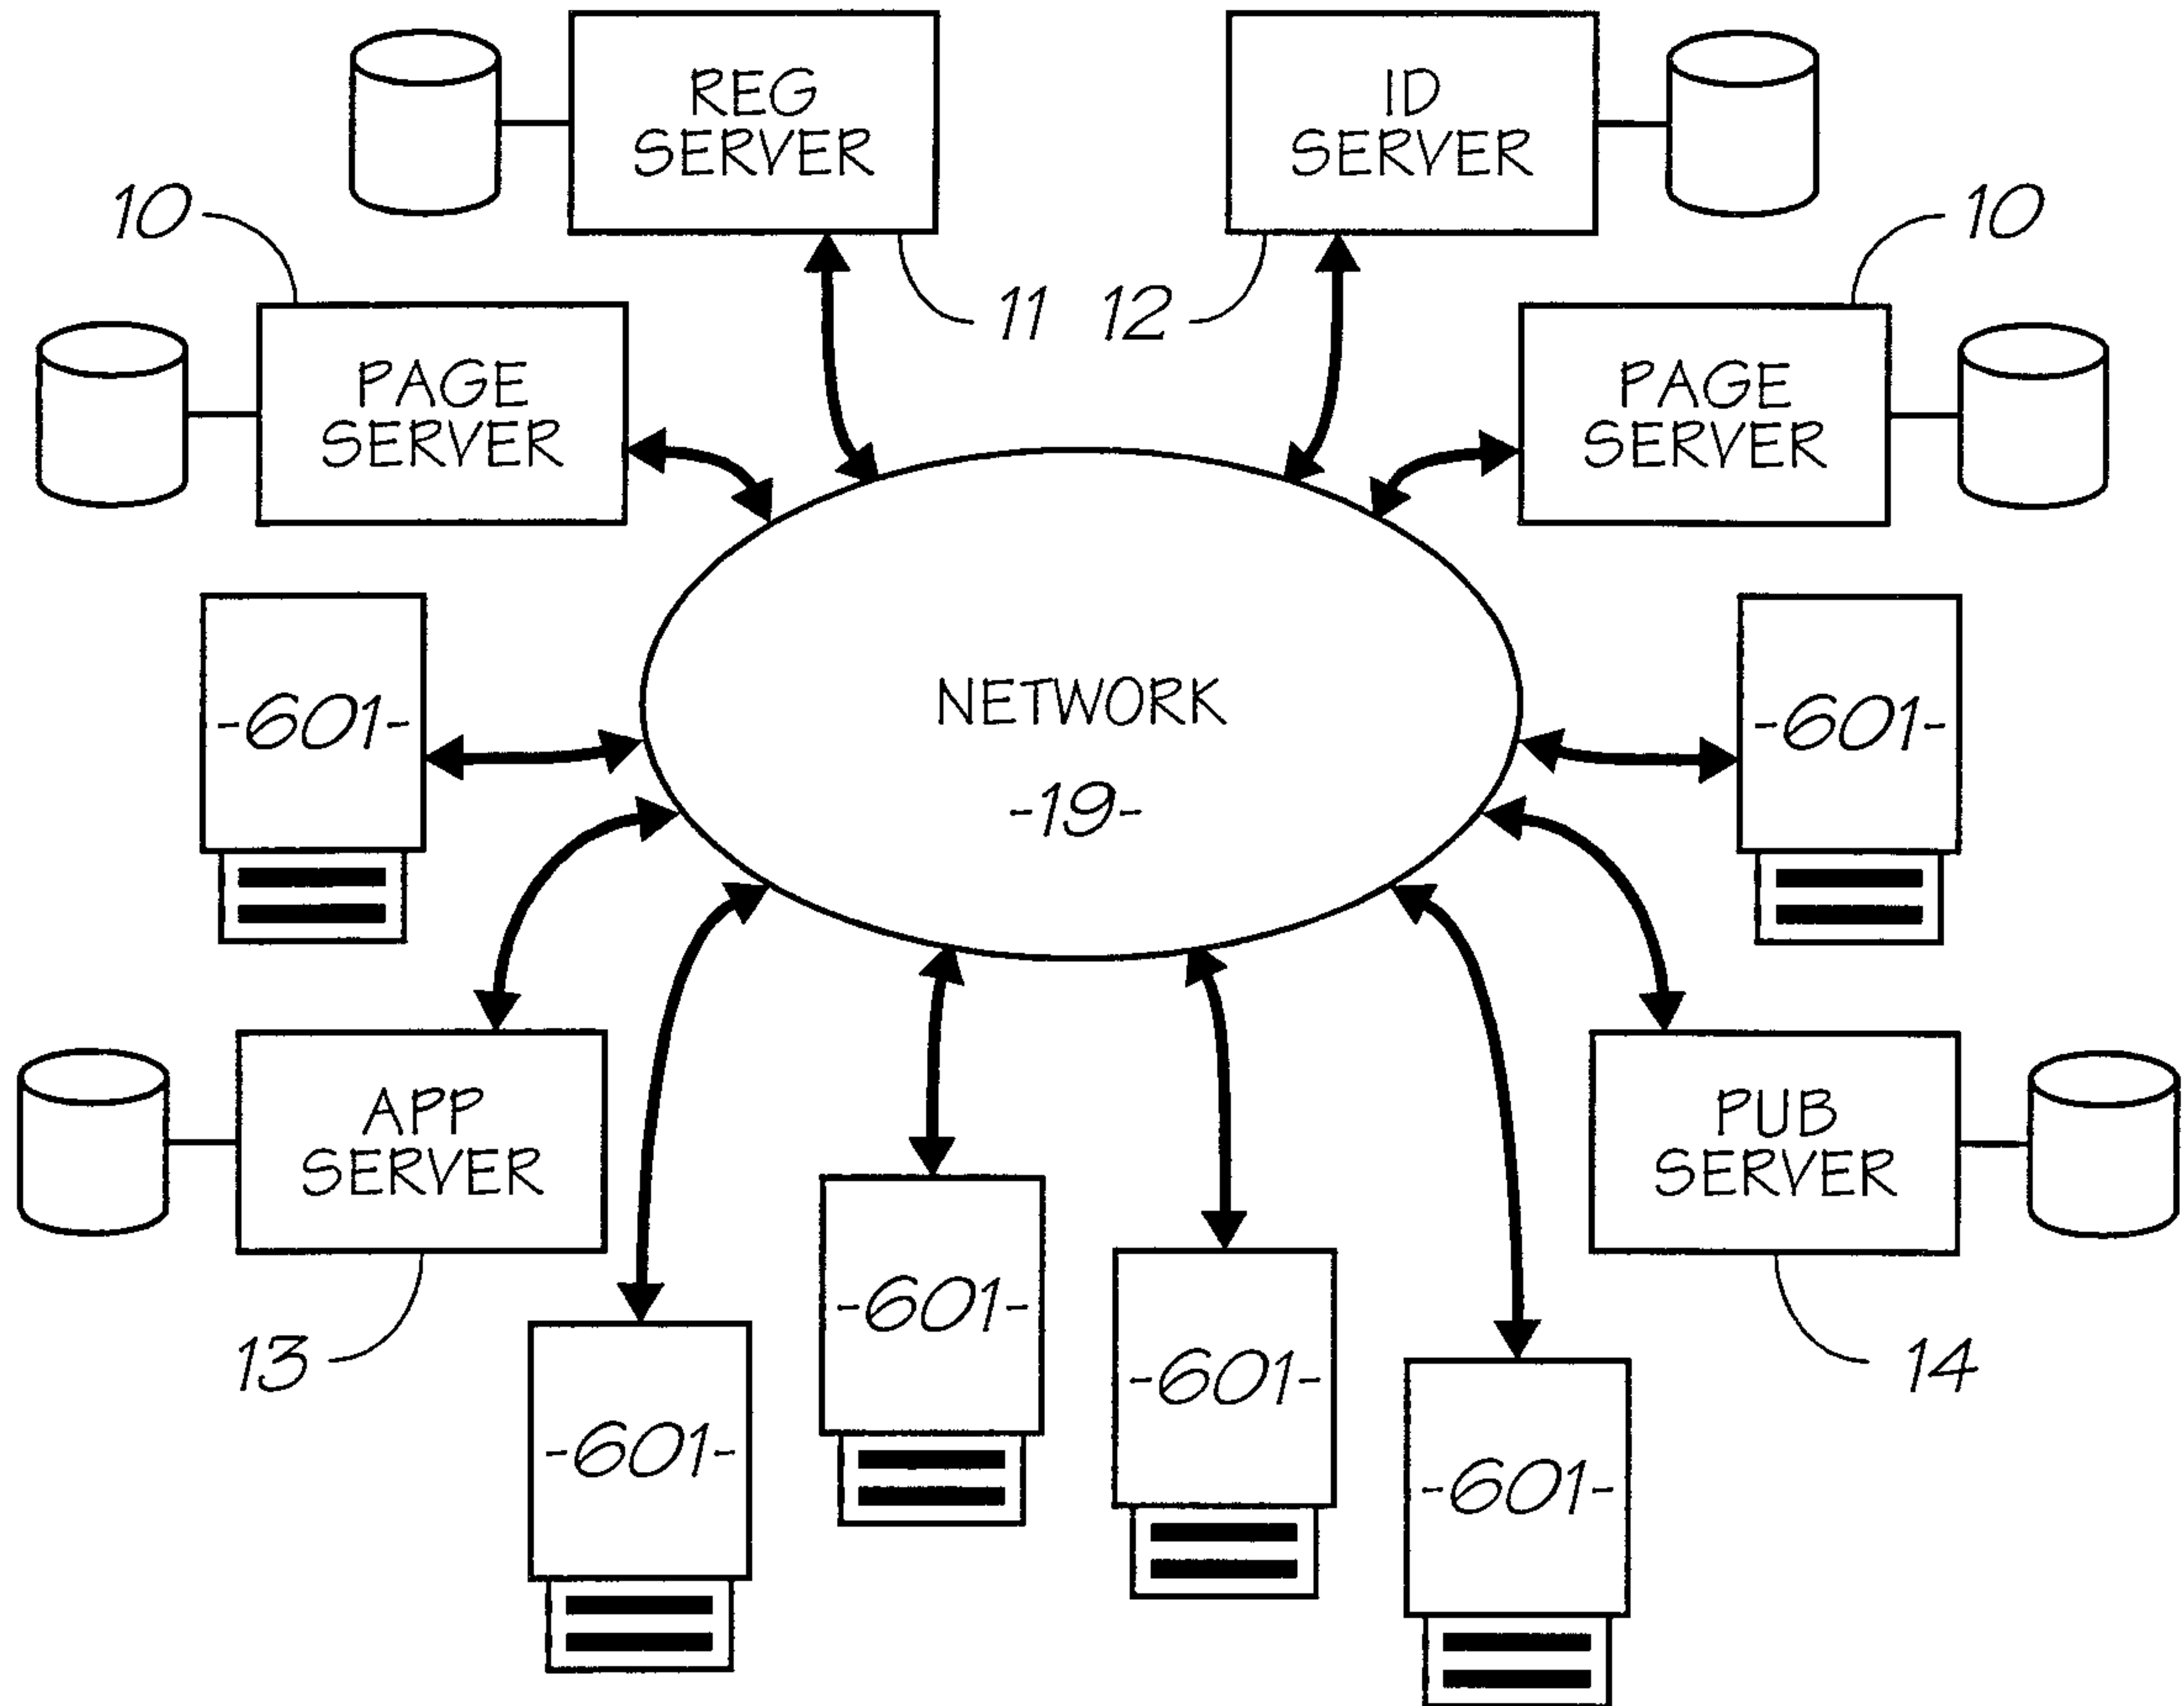 REG
SERVER
ID
SERVER
10
10
11
12
PAGE
SERVER
PAGE
SERVER
-601-
NETWORK
-19-
-601-
APP
SERVER
PUB
SERVER
13
-601-
-601-
-601-
-601-
14